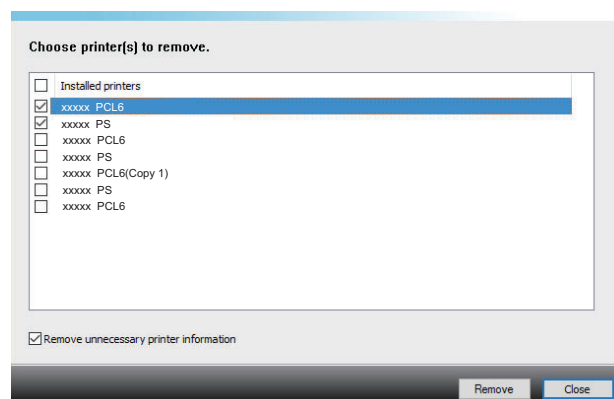 Choose printer(s) to remove.
Installed printers
xxxxx PCL6
xxxxx PS
xxxxx PCL6
xxxxx PS
xxxxx PCL6(Copy 1)
xxxxx PS
xxxxx PCL6
Remove unnecessary printer information
Remove Close